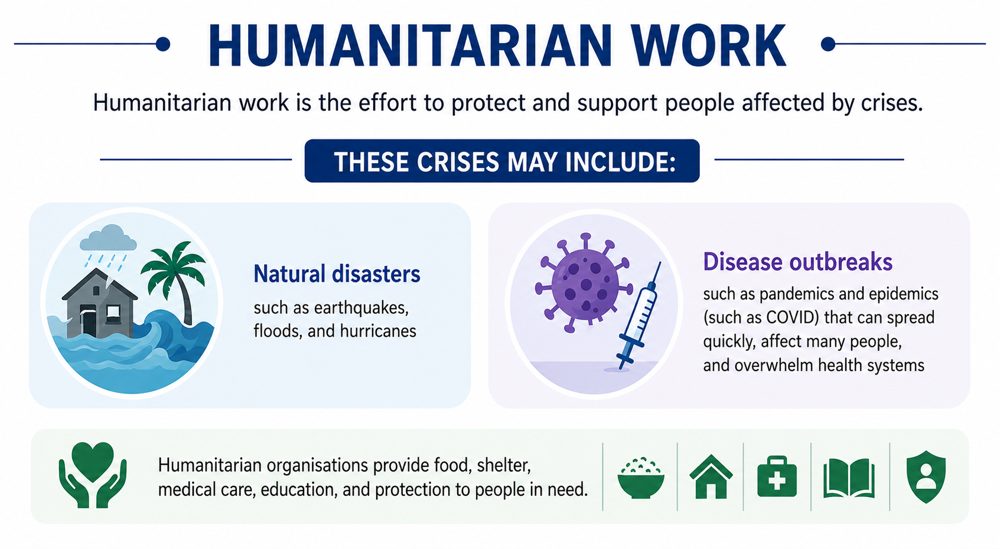 HUMANITARIAN WORK
Humanitarian work is the effort to protect and support people affected by crises.
THESE CRISES MAY INCLUDE:
Natural disasters
such as earthquakes,
floods, and hurricanes
Disease outbreaks
such as pandemics and epidemics
(such as COVID) that can spread
quickly, affect many people,
and overwhelm health systems
Humanitarian organisations provide food, shelter,
medical care, education, and protection to people in need.